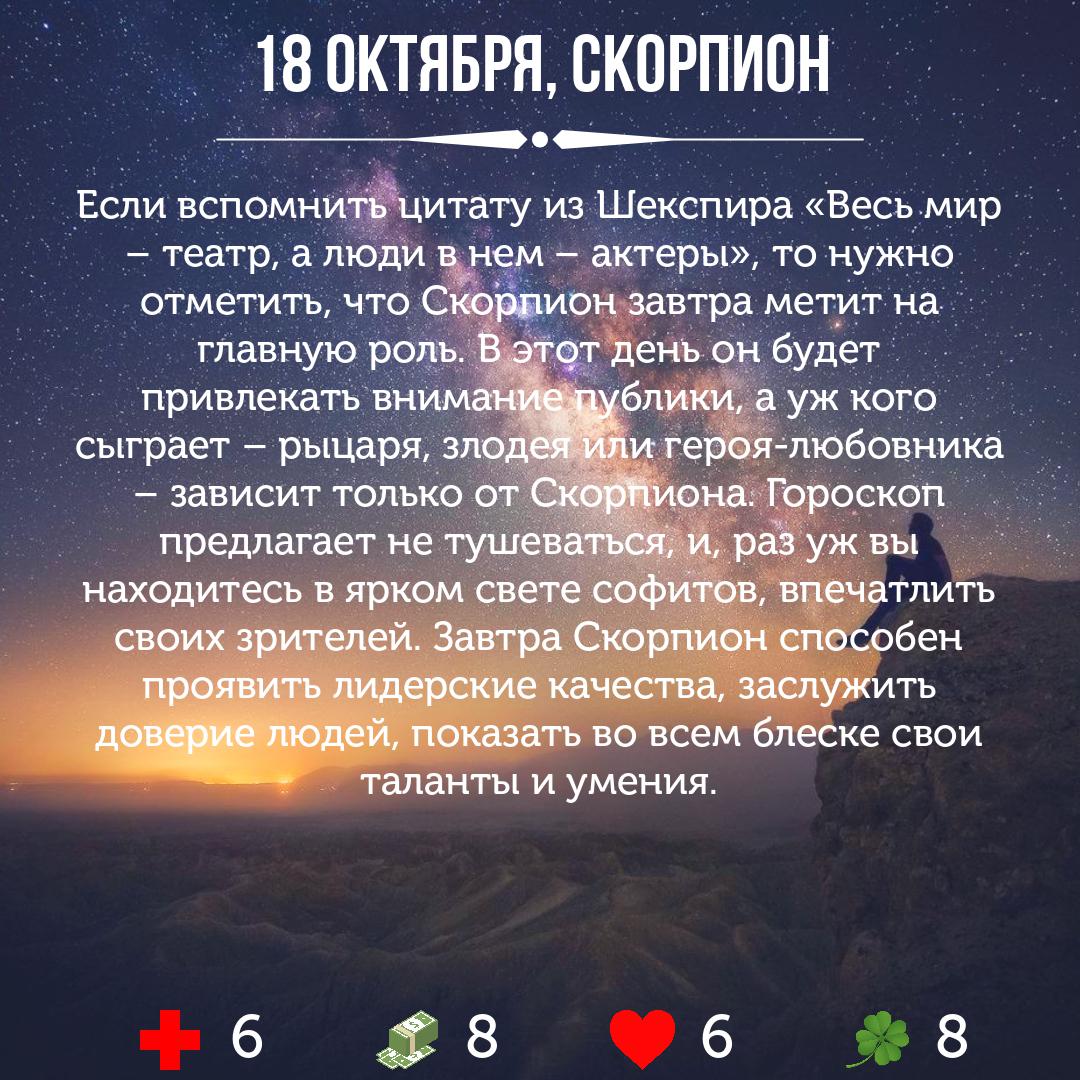 18 ОКТЯБРЯ, СКОРПИОН
Если вспомнить цитату из Шекспира «Весь мир
– театр, а люди в нем – актеры», то нужно
отметить, что Скорпион завтра метит на
главную роль. В этот день он будет
привлекать внимание публики, а уж кого
сыграет – рыцаря, злодея или героя-любовника
– зависит только от Скорпиона. Гороскоп
предлагает не тушеваться, и, раз уж вы
находитесь в ярком свете софитов, впечатлить
своих зрителей. Завтра Скорпион способен
проявить лидерские качества, заслужить
доверие людей, показать во всем блеске свои
таланты и умения.
6 8 6 8